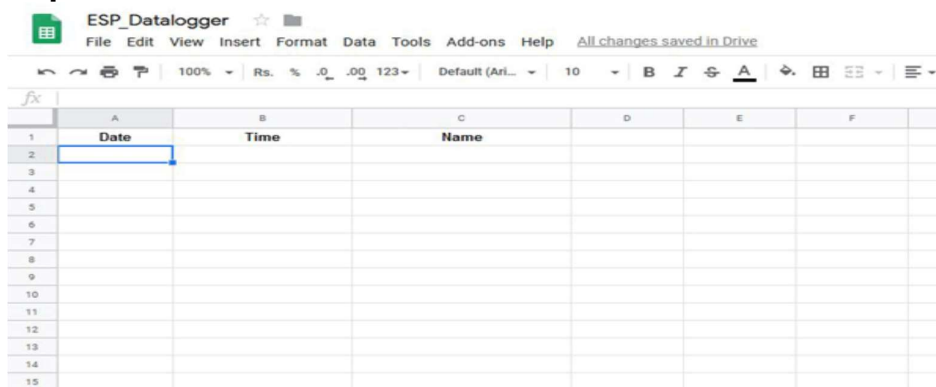 ESP_Datalogger
File Edit View Insert Format Data Tools Add-ons Help All changes saved in Drive
100% Rs. % .0 .00 123 Default (Ari... 10 B I S A
fx
A B C D E F
1 Date Time Name
2
3
4
5
6
7
8
9
10
11
12
13
14
15